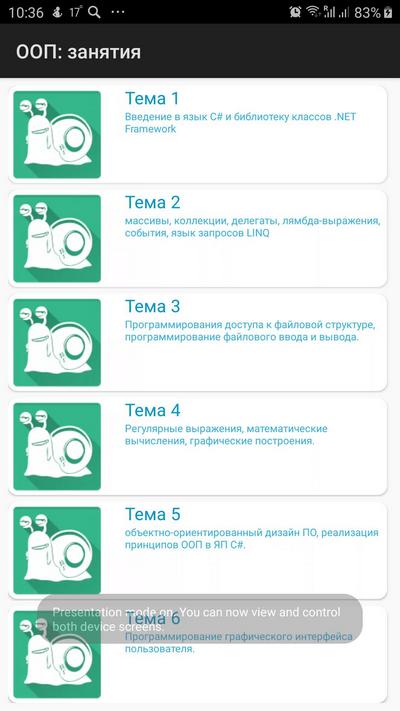 10:36 17° ... 83%
ООП: занятия
Тема 1
Введение в язык C# и библиотеку классов .NET
Framework
Тема 2
массивы, коллекции, делегаты, лямбда-выражения,
события, язык запросов LINQ
Тема 3
Программирования доступа к файловой структуре,
программирование файлового ввода и вывода.
Тема 4
Регулярные выражения, математические
вычисления, графические построения.
Тема 5
объектно-ориентированный дизайн ПО, реализация
принципов ООП в ЯП C#.
Тема 6
Presentation mode on. You can now view and control
both device screens.
Программирование графического интерфейса
пользователя.